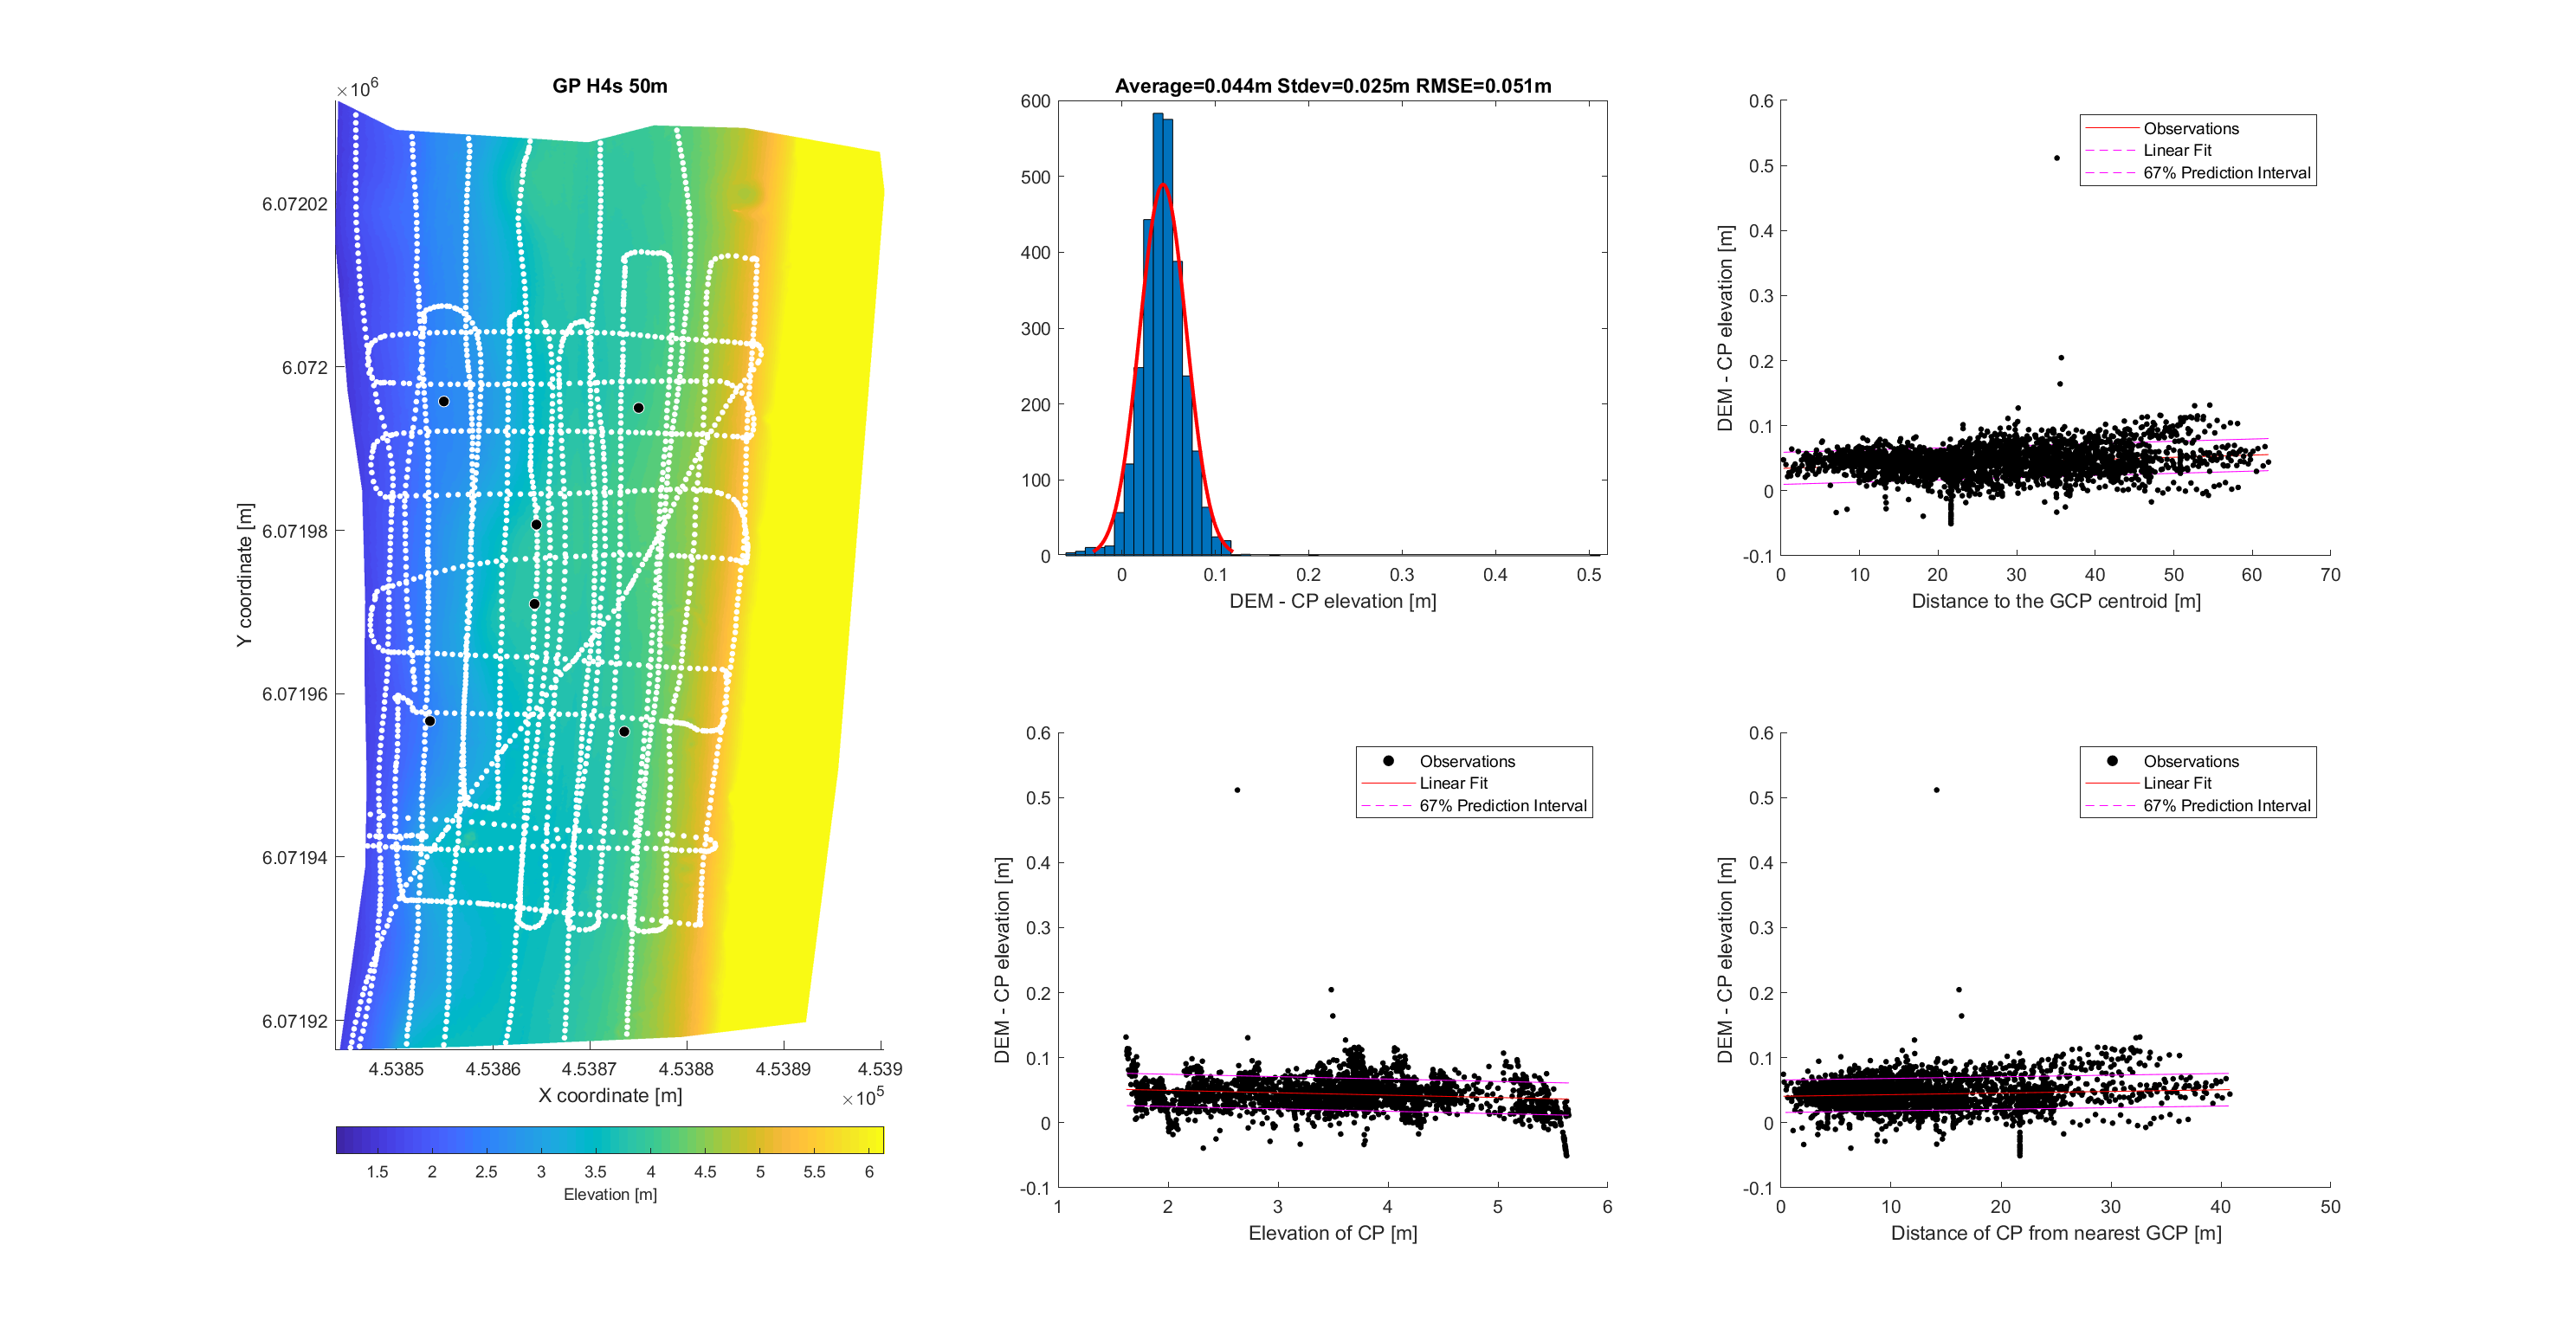 GP H4s 50m
×10⁶
6.07202
6.072
6.07198
6.07196
6.07194
6.07192
Y coordinate [m]
4.5385 4.5386 4.5387 4.5388 4.5389 4.539
X coordinate [m]
×10⁵
1.5 2 2.5 3 3.5 4 4.5 5 5.5 6
Elevation [m]
Average=0.044m Stdev=0.025m RMSE=0.051m
600
500
400
300
200
100
0
0 0.1 0.2 0.3 0.4 0.5
DEM - CP elevation [m]
0.6
0.5
0.4
0.3
0.2
0.1
0
-0.1
DEM - CP elevation [m]
0 10 20 30 40 50 60 70
Distance to the GCP centroid [m]
Observations
Linear Fit
67% Prediction Interval
0.6
0.5
0.4
0.3
0.2
0.1
0
-0.1
DEM - CP elevation [m]
1 2 3 4 5 6
Elevation of CP [m]
Observations
Linear Fit
67% Prediction Interval
0.6
0.5
0.4
0.3
0.2
0.1
0
-0.1
DEM - CP elevation [m]
0 10 20 30 40 50
Distance of CP from nearest GCP [m]
Observations
Linear Fit
67% Prediction Interval